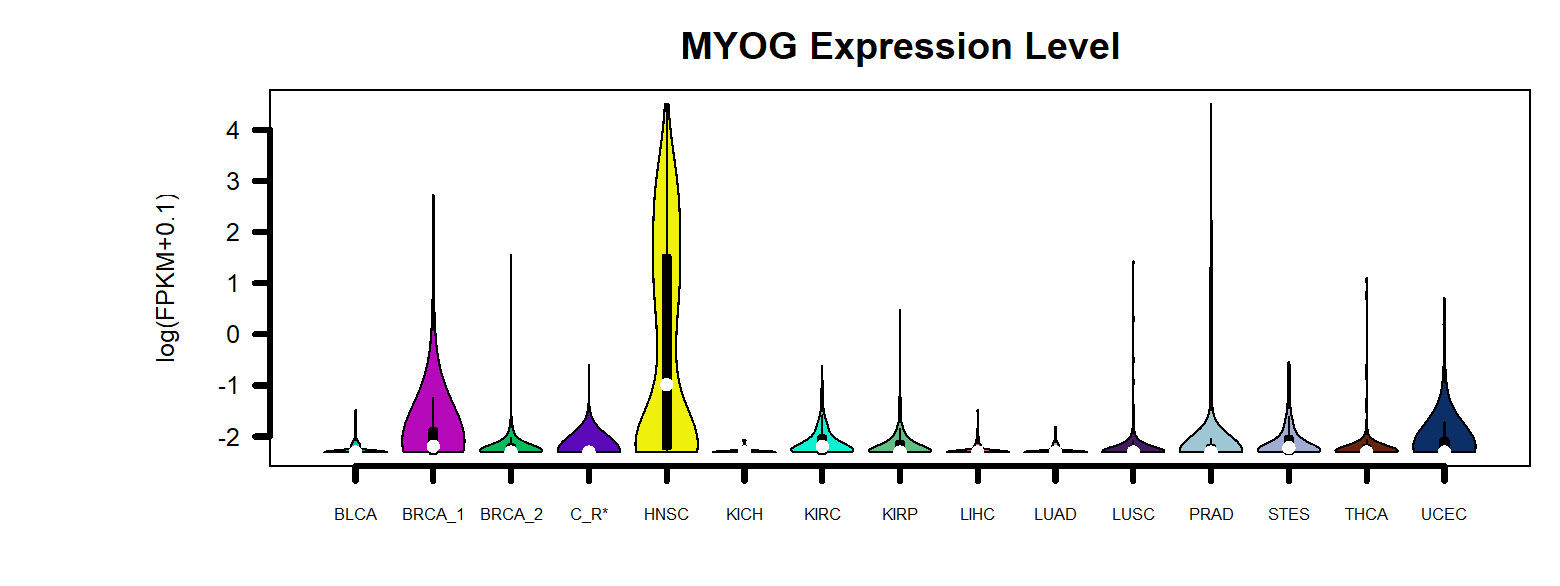 MYOG Expression Level
log(FPKM+0.1)
4
3
2
1
0
-1
-2
BLCA BRCA_1 BRCA_2 C_R* HNSC KICH KIRC KIRP LIHC LUAD LUSC PRAD STES THCA UCEC